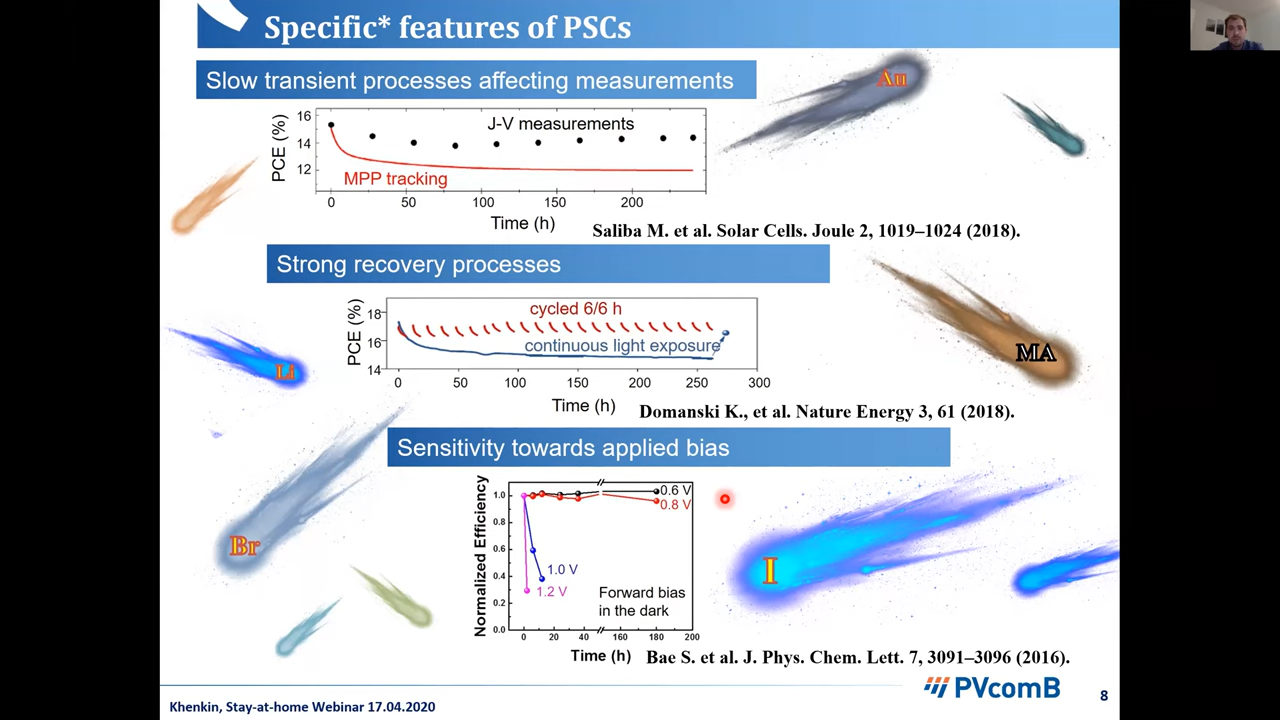 Specific* features of PSCs
Slow transient processes affecting measurements
Au
PCE (%)
16
14
12
J-V measurements
MPP tracking
0 50 100 150 200
Time (h)
Saliba M. et al. Solar Cells. Joule 2, 1019–1024 (2018).
Strong recovery processes
PCE (%)
18
16
14
cycled 6/6 h
continuous light exposure
0 50 100 150 200 250 300
Time (h)
Domanski K., et al. Nature Energy 3, 61 (2018).
MA
Li
Sensitivity towards applied bias
Normalized Efficiency
1.0
0.8
0.6
0.4
0.2
0.0
0.6 V
0.8 V
1.0 V
1.2 V
Forward bias
in the dark
0 20 40 160 180 200
Time (h)
Br
I
Bae S. et al. J. Phys. Chem. Lett. 7, 3091–3096 (2016).
PVcomB
8
Khenkin, Stay-at-home Webinar 17.04.2020